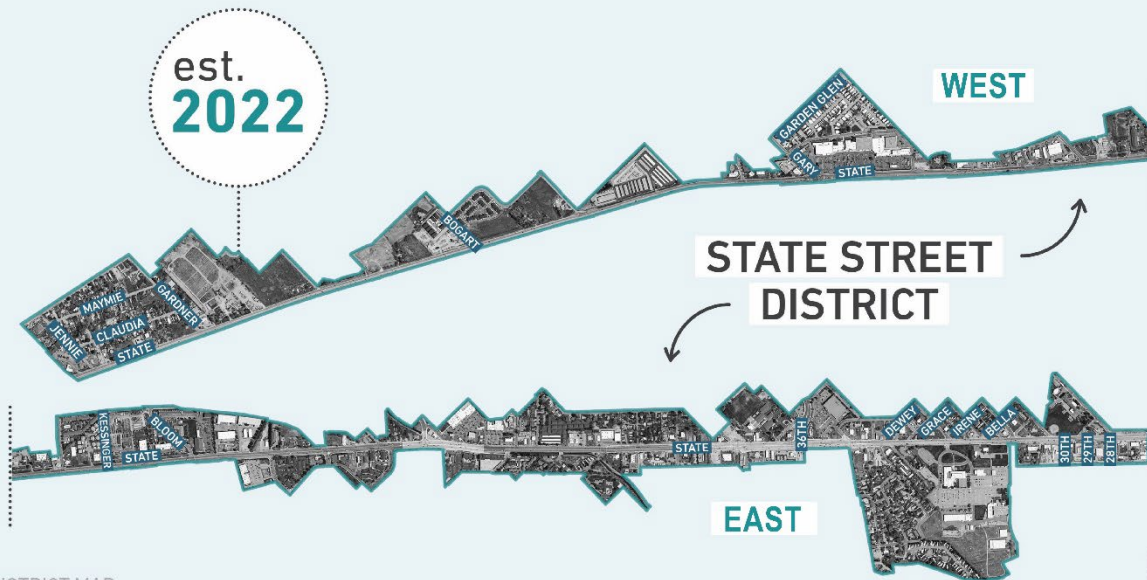 est.
2022
WEST
GARDEN GLEN
GARY
STATE
BOGART
STATE STREET
DISTRICT
MAYMIE
GARDNER
JENNIE
CLAUDIA
STATE
KESSINGER
BLOOM
STATE
STATE
36TH
DEWEY
GRACE
IRENE
BELLA
30TH
29TH
28TH
EAST